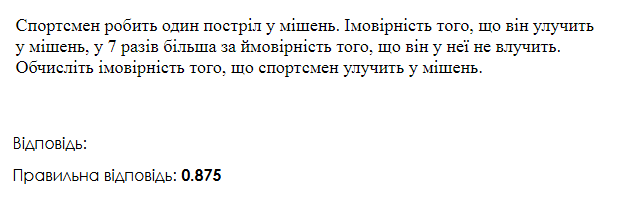 Спортсмен робить один постріл у мішень. Імовірність того, що він улучить
у мішень, у 7 разів більша за ймовірність того, що він у неї не влучить.
Обчисліть імовірність того, що спортсмен улучить у мішень.
Відповідь:
Правильна відповідь: 0.875